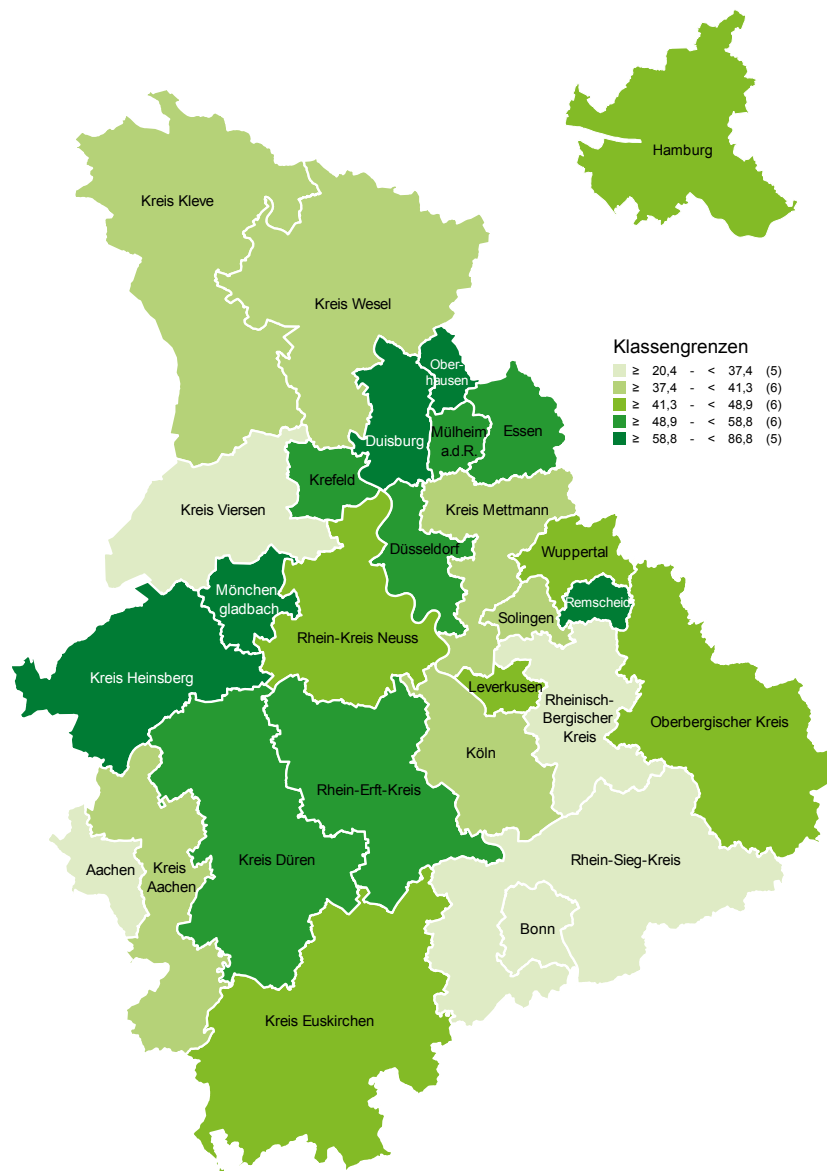 Hamburg
Kreis Kleve
Kreis Wesel
Klassengrenzen
≥ 20,4 - < 37,4 (5)
≥ 37,4 - < 41,3 (6)
≥ 41,3 - < 48,9 (6)
≥ 48,9 - < 58,8 (6)
≥ 58,8 - < 86,8 (5)
Ober-
hausen
Duisburg
Mülheim
a.d.R.
Essen
Krefeld
Kreis Viersen
Kreis Mettmann
Düsseldorf
Wuppertal
Mönchen
gladbach
Remscheid
Solingen
Rhein-Kreis Neuss
Kreis Heinsberg
Leverkusen
Rheinisch-
Bergischer
Kreis
Oberbergischer Kreis
Köln
Rhein-Erft-Kreis
Aachen
Kreis
Aachen
Kreis Düren
Rhein-Sieg-Kreis
Bonn
Kreis Euskirchen